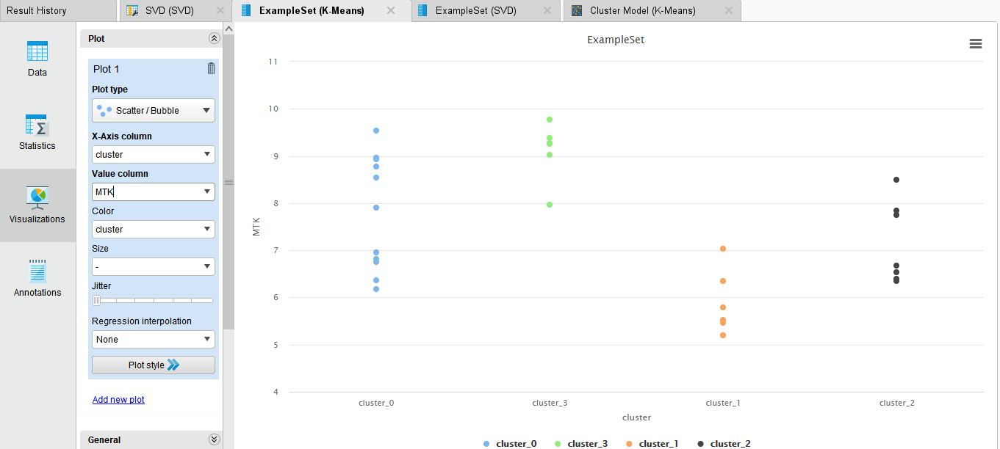 Result History
SVD (SVD)
ExampleSet (K-Means)
ExampleSet (SVD)
Cluster Model (K-Means)
Data
Statistics
Visualizations
Annotations
Plot
Plot 1
Plot type
Scatter / Bubble
X-Axis column
cluster
Value column
MTK
Color
cluster
Size
-
Jitter
Regression interpolation
None
Plot style
Add new plot
General
ExampleSet
11
10
9
8
7
6
5
4
MTK
cluster_0 cluster_3 cluster_1 cluster_2
cluster
cluster_0 cluster_3 cluster_1 cluster_2